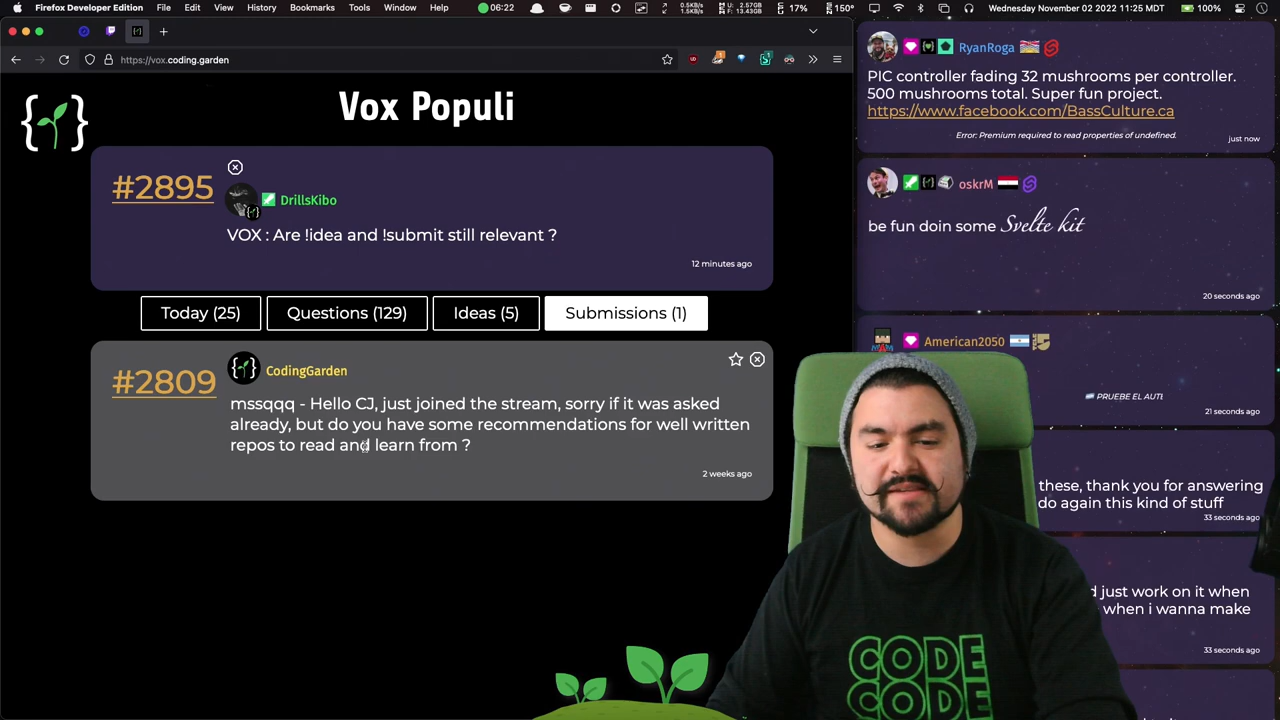 Firefox Developer Edition File Edit View History Bookmarks Tools Window Help 06:22 0.5KB/s 1.5KB/s U: 2.57GB 13.43GB 17% 150° Wednesday November 02 2022 11:25 MDT 100%
https://vox.coding.garden
Vox Populi
#2895
DrillsKibo
VOX : Are !idea and !submit still relevant ?
12 minutes ago
Today (25) Questions (129) Ideas (5) Submissions (1)
#2809
CodingGarden
mssqqq - Hello CJ, just joined the stream, sorry if it was asked
already, but do you have some recommendations for well written
repos to read and learn from ?
2 weeks ago
RyanRoga
PIC controller fading 32 mushrooms per controller.
500 mushrooms total. Super fun project.
https://www.facebook.com/BassCulture.ca
Error: Premium required to read properties of undefined.
just now
oskrM
be fun doin some Svelte kit
20 seconds ago
American2050
PRUEBE EL
21 seconds ago
these, thank you for answering
do again this kind of stuff
33 seconds ago
just work on it when
when i wanna make
33 seconds ago
CODE
CODE